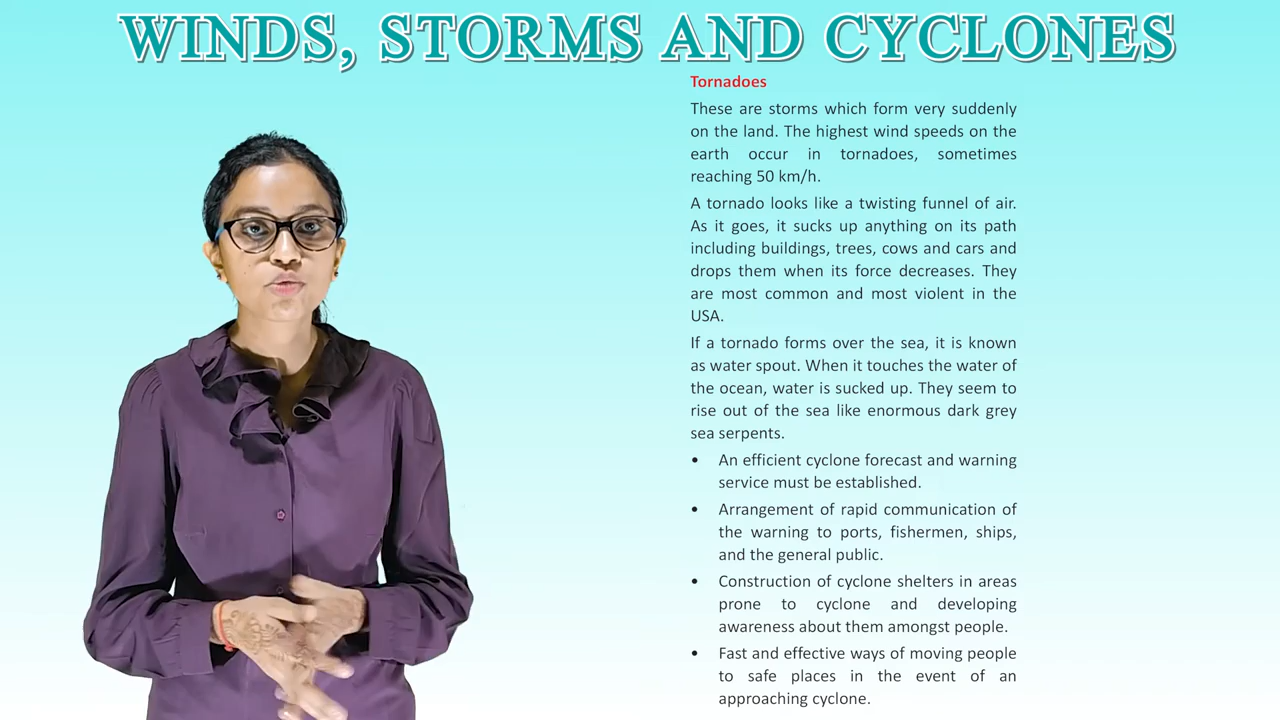 WINDS, STORMS AND CYCLONES
Tornadoes
These are storms which form very suddenly
on the land. The highest wind speeds on the
earth occur in tornadoes, sometimes
reaching 50 km/h.
A tornado looks like a twisting funnel of air.
As it goes, it sucks up anything on its path
including buildings, trees, cows and cars and
drops them when its force decreases. They
are most common and most violent in the
USA.
If a tornado forms over the sea, it is known
as water spout. When it touches the water of
the ocean, water is sucked up. They seem to
rise out of the sea like enormous dark grey
sea serpents.
• An efficient cyclone forecast and warning
service must be established.
• Arrangement of rapid communication of
the warning to ports, fishermen, ships,
and the general public.
• Construction of cyclone shelters in areas
prone to cyclone and developing
awareness about them amongst people.
• Fast and effective ways of moving people
to safe places in the event of an
approaching cyclone.